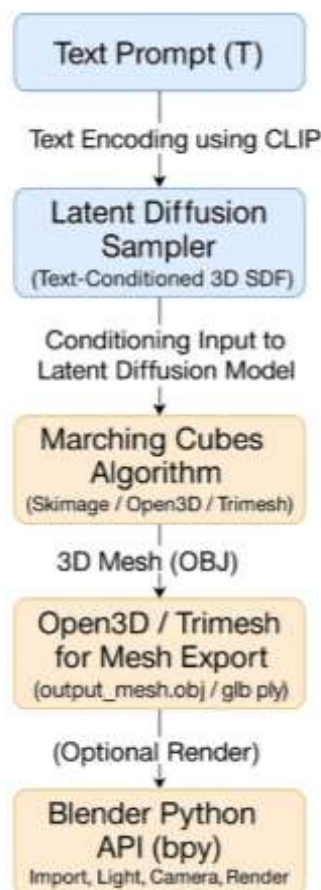 Text Prompt (T)
Text Encoding using CLIP
Latent Diffusion
Sampler
(Text-Conditioned 3D SDF)
Conditioning Input to
Latent Diffusion Model
Marching Cubes
Algorithm
(Skimage / Open3D / Trimesh)
3D Mesh (OBJ)
Open3D / Trimesh
for Mesh Export
(output_mesh.obj / glb ply)
(Optional Render)
Blender Python
API (bpy)
Import, Light, Camera, Render